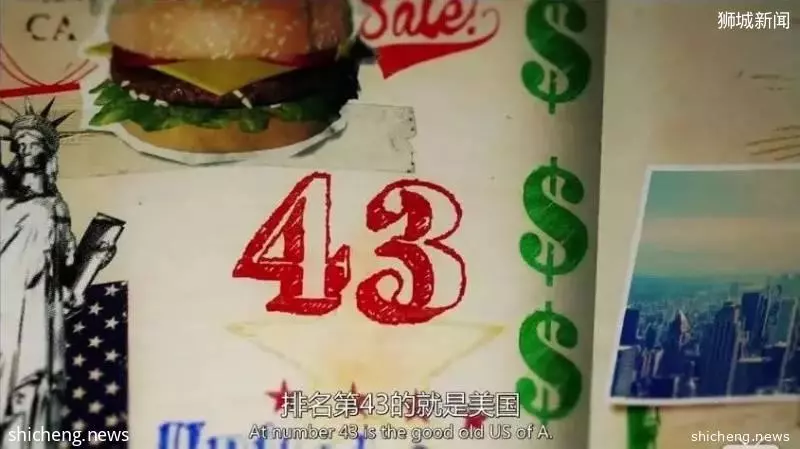 CA
Sale!
狮城新闻
$
43
$
$
排名第43的就是美国
At number 43 is the good old US of A.
shicheng.news
shicheng.news